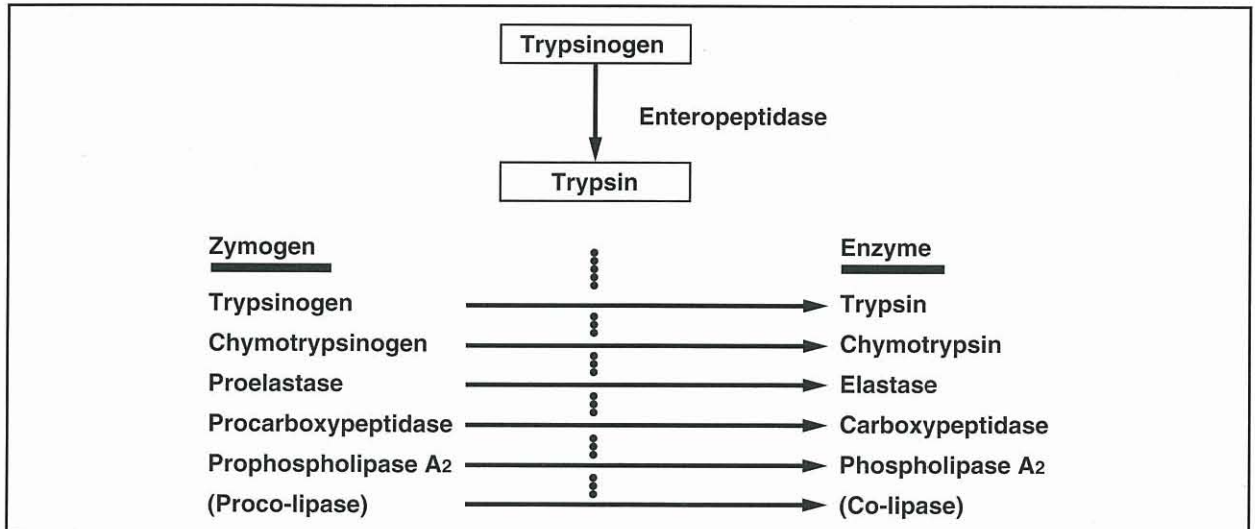 Trypsinogen
Enteropeptidase
Trypsin
Zymogen Enzyme
Trypsinogen Trypsin
Chymotrypsinogen Chymotrypsin
Proelastase Elastase
Procarboxypeptidase Carboxypeptidase
Prophospholipase A2 Phospholipase A2
(Proco-lipase) (Co-lipase)